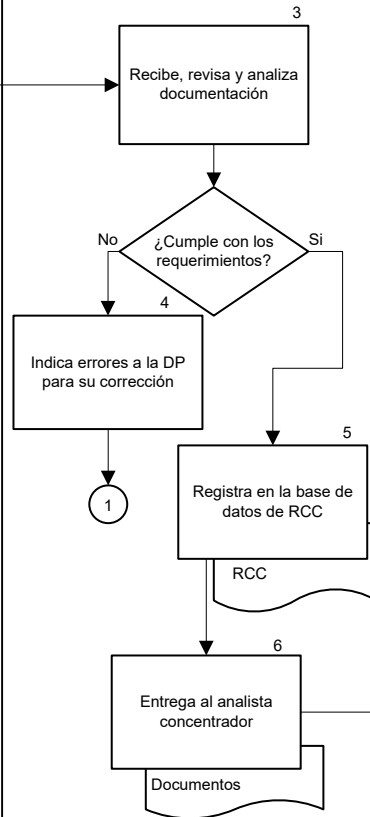 3
Recibe, revisa y analiza
documentación
No
¿Cumple con los
requerimientos?
Si
4
Indica errores a la DP
para su corrección
1
5
Registra en la base de
datos de RCC
RCC
6
Entrega al analista
concentrador
Documentos